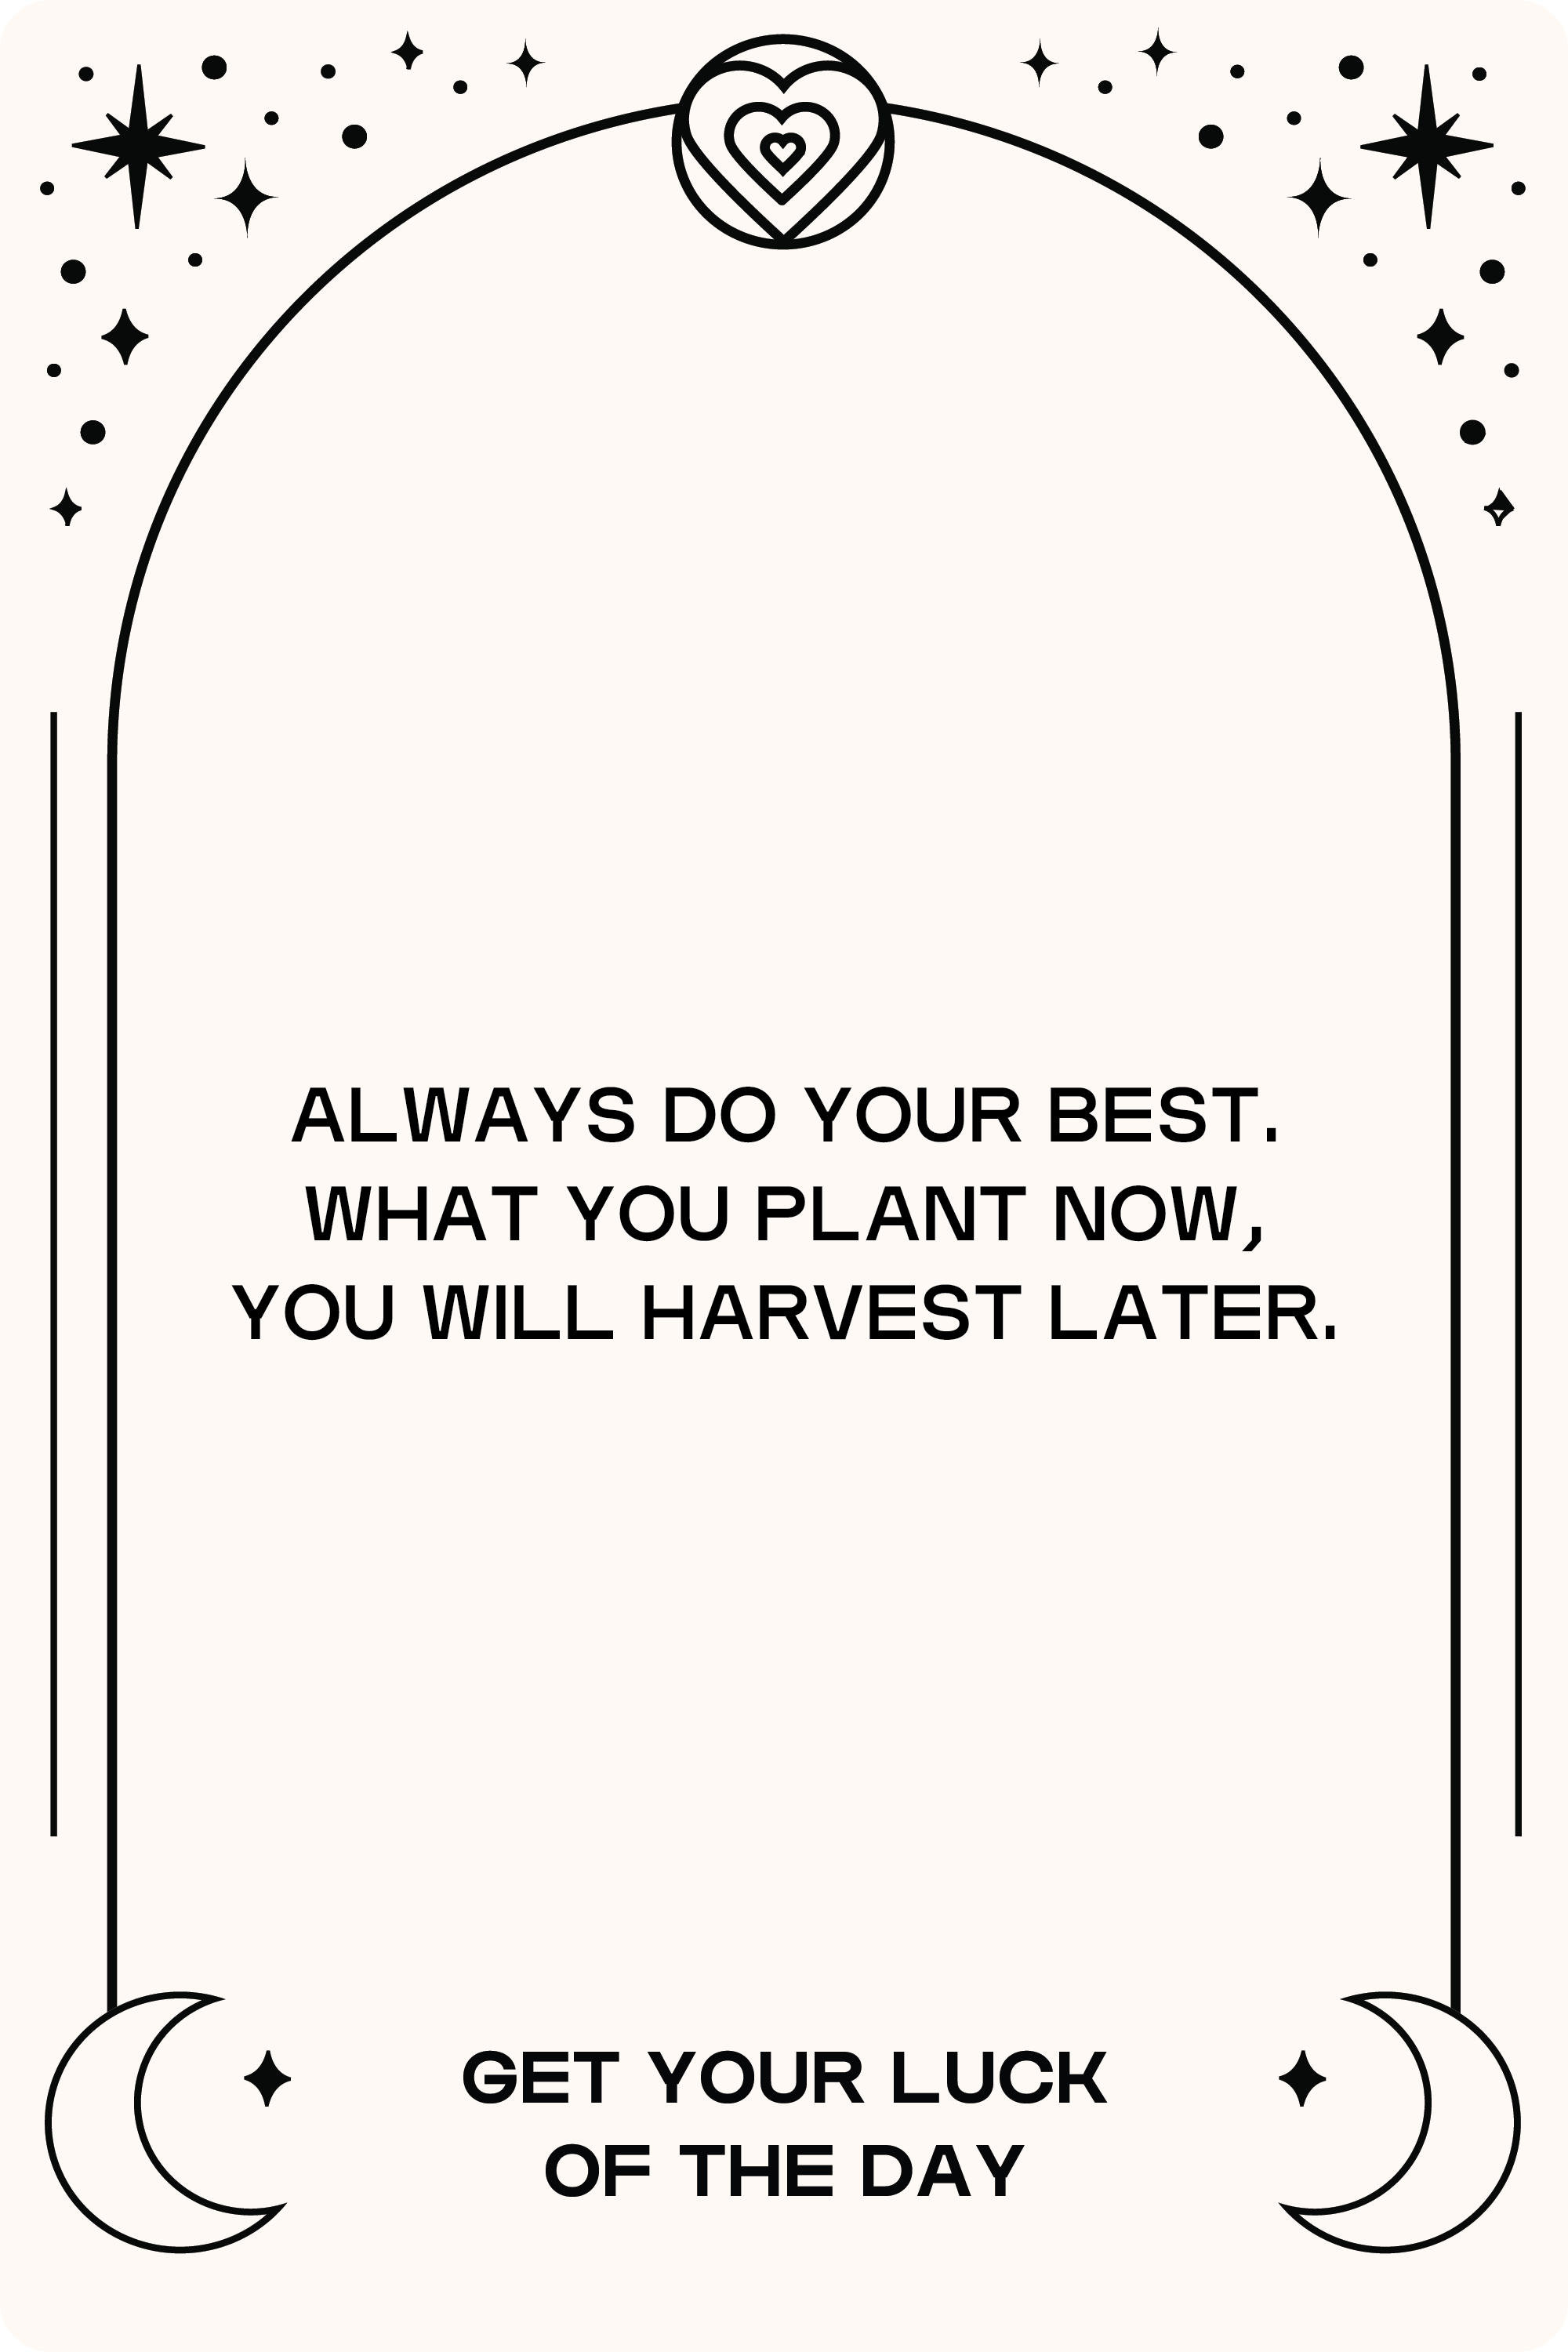 ALWAYS DO YOUR BEST.
WHAT YOU PLANT NOW,
YOU WILL HARVEST LATER.
GET YOUR LUCK
OF THE DAY